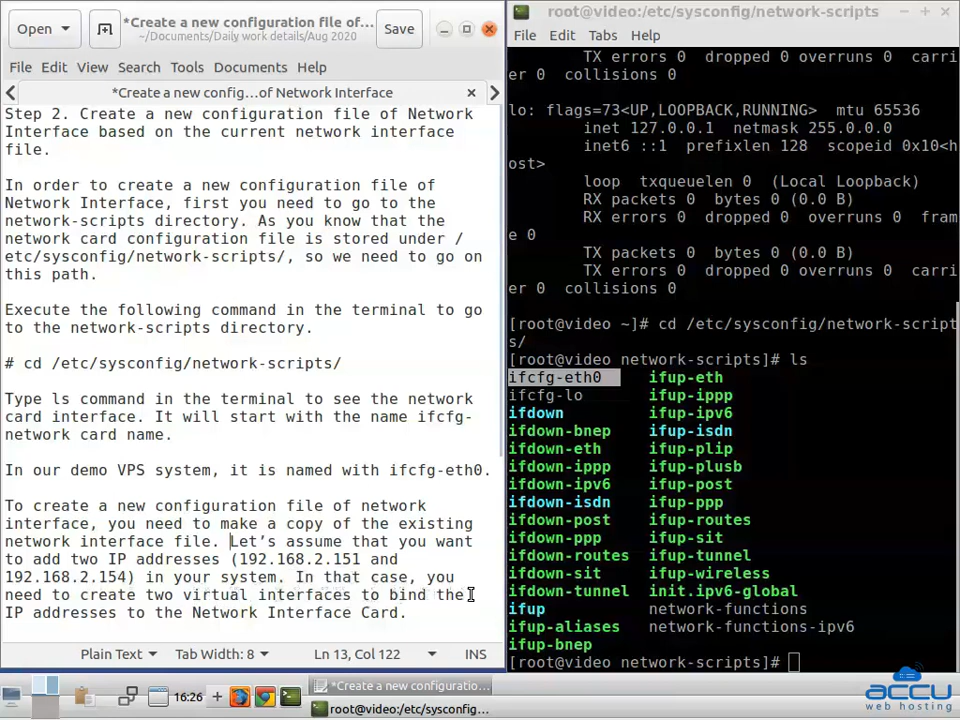 Open
*Create a new configuration file of...
~/Documents/Daily work details/Aug 2020
Save
File Edit View Search Tools Documents Help
*Create a new config...of Network Interface
Step 2. Create a new configuration file of Network
Interface based on the current network interface
file.
In order to create a new configuration file of
Network Interface, first you need to go to the
network-scripts directory. As you know that the
network card configuration file is stored under /
etc/sysconfig/network-scripts/, so we need to go on
this path.
Execute the following command in the terminal to go
to the network-scripts directory.
# cd /etc/sysconfig/network-scripts/
Type ls command in the terminal to see the network
card interface. It will start with the name ifcfg-
network card name.
In our demo VPS system, it is named with ifcfg-eth0.
To create a new configuration file of network
interface, you need to make a copy of the existing
network interface file. Let’s assume that you want
to add two IP addresses (192.168.2.151 and
192.168.2.154) in your system. In that case, you
need to create two virtual interfaces to bind the
IP addresses to the Network Interface Card.
Plain Text Tab Width: 8 Ln 13, Col 122 INS
root@video:/etc/sysconfig/network-scripts
File Edit Tabs Help
TX errors 0 dropped 0 overruns 0 carri
er 0 collisions 0
lo: flags=73<UP,LOOPBACK,RUNNING> mtu 65536
inet 127.0.0.1 netmask 255.0.0.0
inet6 ::1 prefixlen 128 scopeid 0x10<h
ost>
loop txqueuelen 0 (Local Loopback)
RX packets 0 bytes 0 (0.0 B)
RX errors 0 dropped 0 overruns 0 fram
e 0
TX packets 0 bytes 0 (0.0 B)
TX errors 0 dropped 0 overruns 0 carri
er 0 collisions 0
[root@video ~]# cd /etc/sysconfig/network-script
s/
[root@video network-scripts]# ls
ifcfg-eth0 ifup-eth
ifcfg-lo ifup-ippp
ifdown ifup-ipv6
ifdown-bnep ifup-isdn
ifdown-eth ifup-plip
ifdown-ippp ifup-plusb
ifdown-ipv6 ifup-post
ifdown-isdn ifup-ppp
ifdown-post ifup-routes
ifdown-ppp ifup-sit
ifdown-routes ifup-tunnel
ifdown-sit ifup-wireless
ifdown-tunnel init.ipv6-global
ifup network-functions
ifup-aliases network-functions-ipv6
ifup-bnep
[root@video network-scripts]#
16:26
*Create a new configuratio...
root@video:/etc/sysconfig...
accu
web hosting